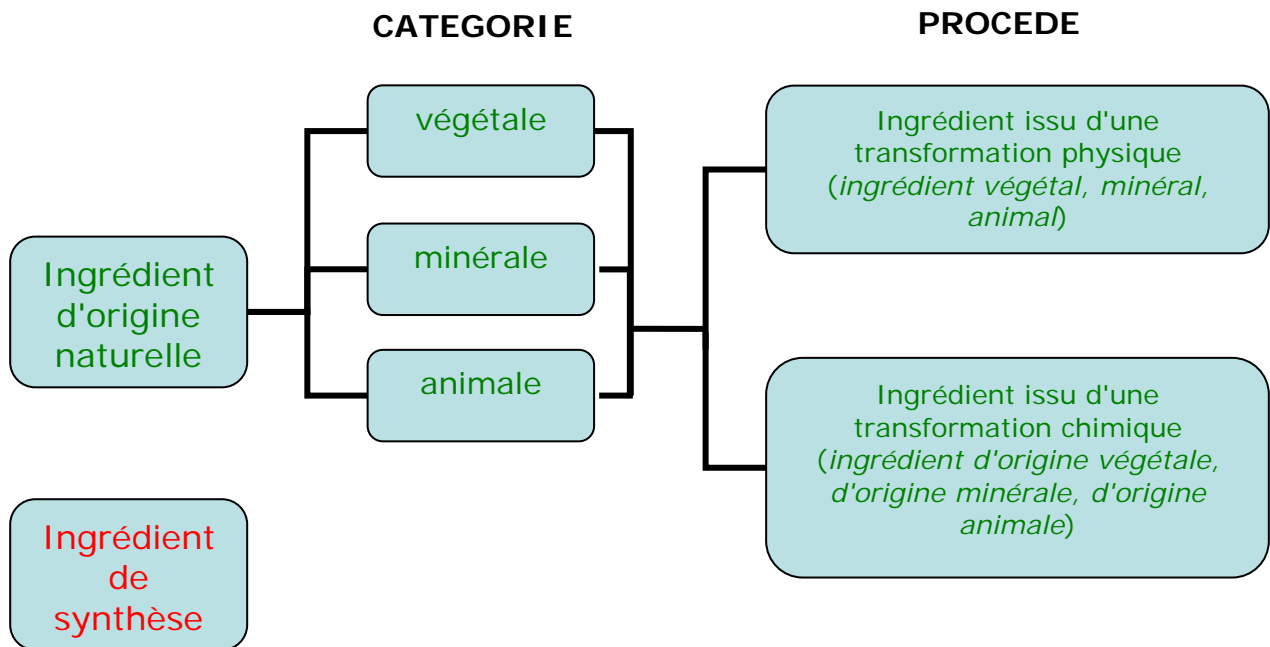 CATEGORIE
PROCEDE
Ingrédient
d'origine
naturelle
végétale
minérale
animale
Ingrédient issu d'une
transformation physique
(ingrédient végétal, minéral,
animal)
Ingrédient issu d'une
transformation chimique
(ingrédient d'origine végétale,
d'origine minérale, d'origine
animale)
Ingrédient
de
synthèse